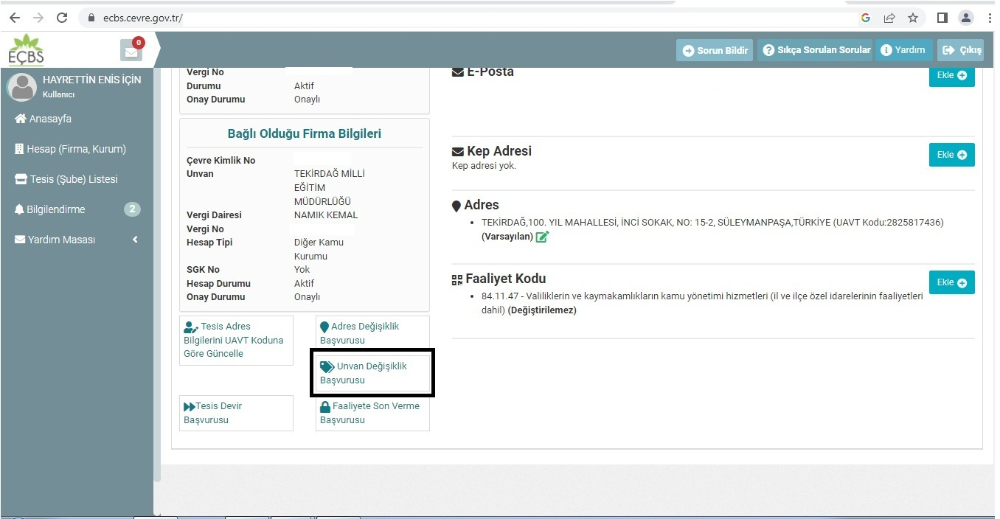 ecbs.cevre.gov.tr/
EÇBS
0
Sorun Bildir
Sıkça Sorulan Sorular
Yardım
Çıkış
HAYRETTİN ENİS İÇİN
Kullanıcı
Anasayfa
Hesap (Firma, Kurum)
Tesis (Şube) Listesi
Bilgilendirme 2
Yardım Masası
Vergi No
Durumu Aktif
Onay Durumu Onaylı
Bağlı Olduğu Firma Bilgileri
Çevre Kimlik No
Unvan TEKİRDAĞ MİLLİ
EĞİTİM
MÜDÜRLÜĞÜ
Vergi Dairesi NAMIK KEMAL
Vergi No
Hesap Tipi Diğer Kamu
Kurumu
SGK No Yok
Hesap Durumu Aktif
Onay Durumu Onaylı
Tesis Adres
Bilgilerini UAVT Koduna
Göre Güncelle
Adres Değişiklik
Başvurusu
Unvan Değişiklik
Başvurusu
Tesis Devir
Başvurusu
Faaliyete Son Verme
Başvurusu
E-Posta
Ekle
Kep Adresi
Ekle
Kep adresi yok.
Adres
• TEKİRDAĞ,100. YIL MAHALLESİ, İNCİ SOKAK, NO: 15-2, SÜLEYMANPAŞA,TÜRKİYE (UAVT Kodu:2825817436)
(Varsayılan)
Faaliyet Kodu
Ekle
• 84.11.47 - Valiliklerin ve kaymakamlıkların kamu yönetimi hizmetleri (il ve ilçe özel idarelerinin faaliyetleri
dahil) (Değiştirilemez)